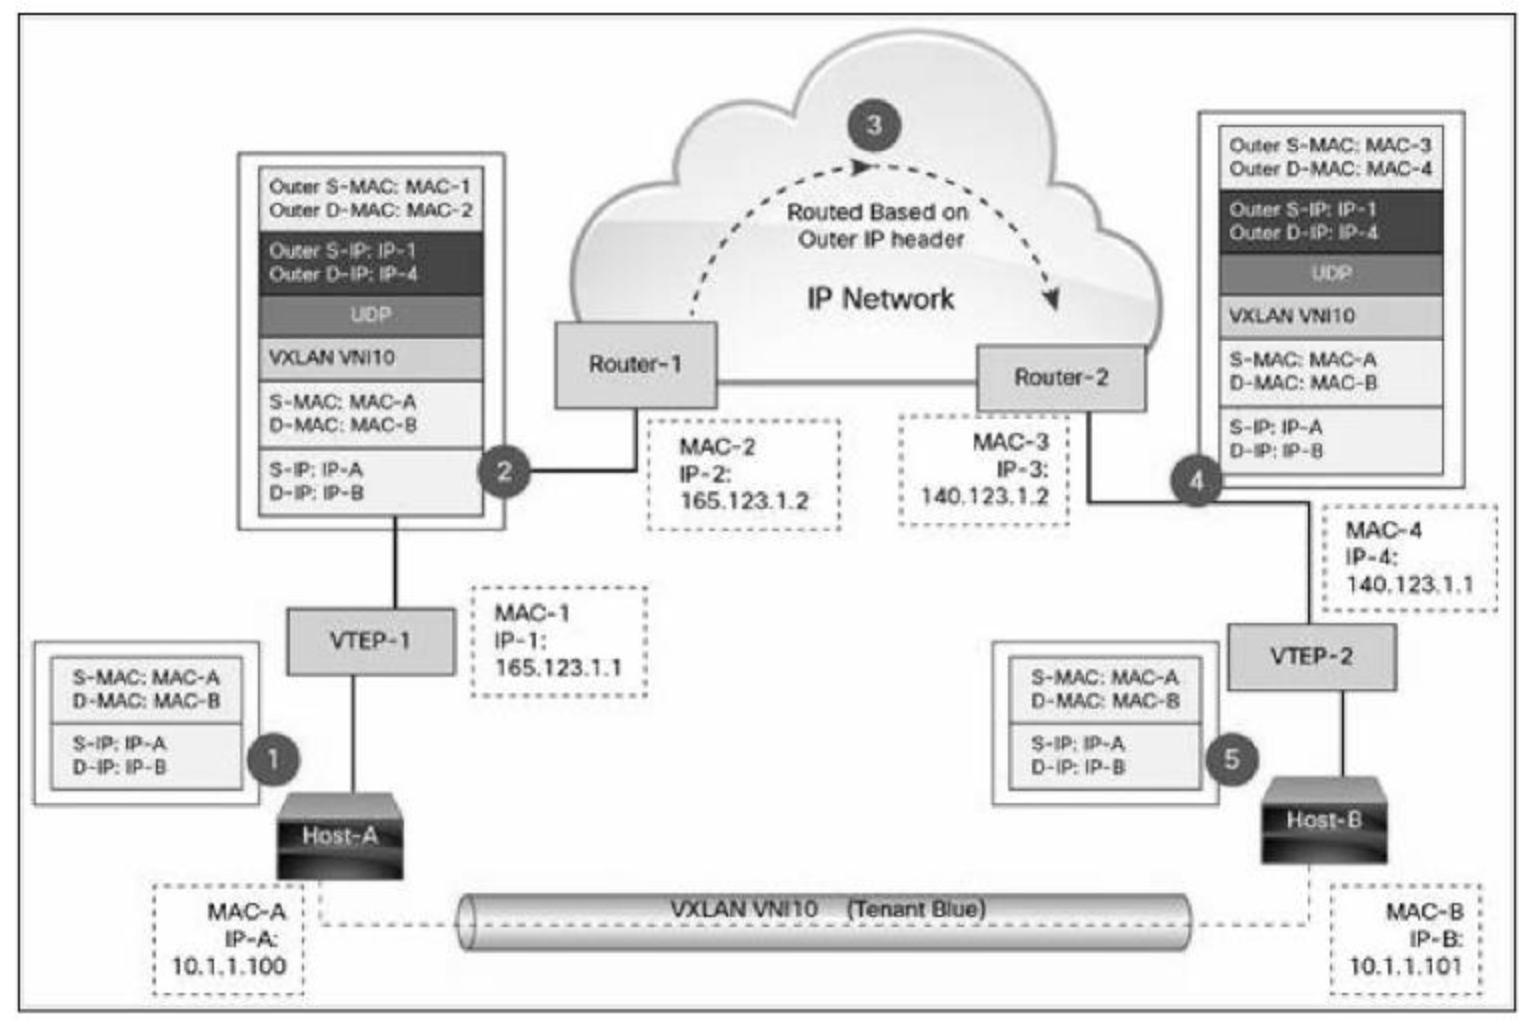 3
Routed Based on
Outer IP header
IP Network
Outer S-MAC: MAC-1
Outer D-MAC: MAC-2
Outer S-IP: IP-1
Outer D-IP: IP-4
UDP
VXLAN VNI10
S-MAC: MAC-A
D-MAC: MAC-B
S-IP: IP-A
D-IP: IP-B
2
Router-1
Router-2
Outer S-MAC: MAC-3
Outer D-MAC: MAC-4
Outer S-IP: IP-1
Outer D-IP: IP-4
UDP
VXLAN VNI10
S-MAC: MAC-A
D-MAC: MAC-B
S-IP: IP-A
D-IP: IP-B
4
MAC-2
IP-2:
165.123.1.2
MAC-3
IP-3:
140.123.1.2
MAC-4
IP-4:
140.123.1.1
VTEP-1
MAC-1
IP-1:
165.123.1.1
VTEP-2
S-MAC: MAC-A
D-MAC: MAC-B
S-IP: IP-A
D-IP: IP-B
1
S-MAC: MAC-A
D-MAC: MAC-B
S-IP: IP-A
D-IP: IP-B
5
Host-A
Host-B
MAC-A
IP-A:
10.1.1.100
VXLAN VNI10 (Tenant Blue)
MAC-B
IP-B:
10.1.1.101